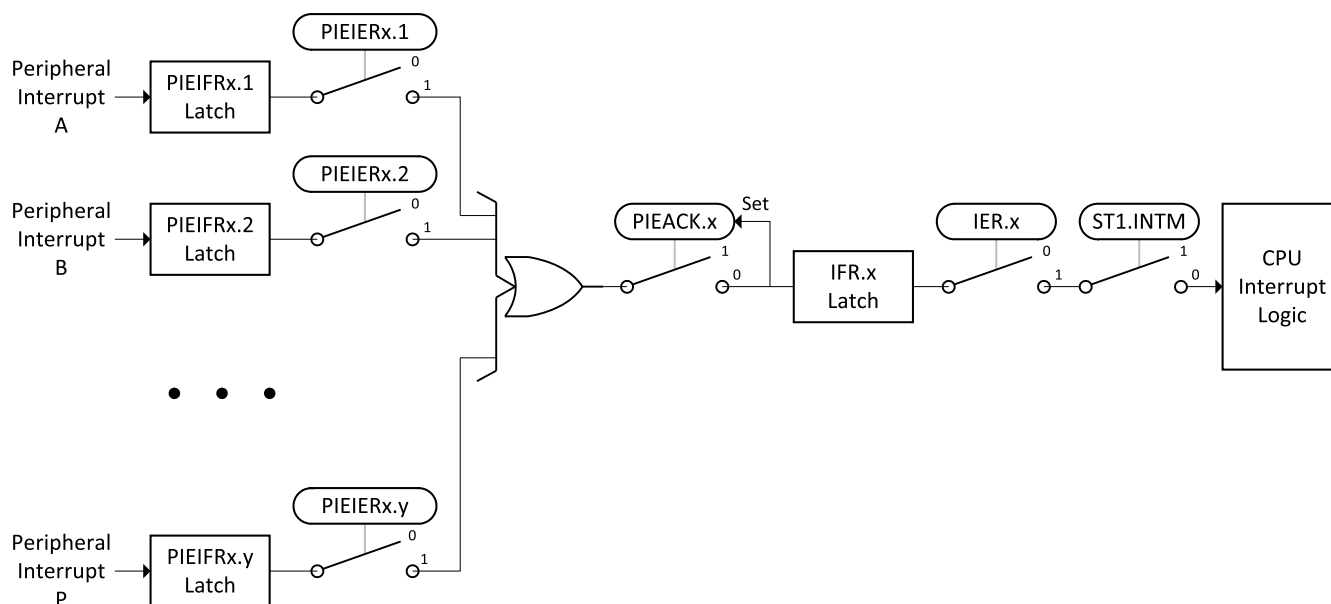 PIEIERx.1
0
1
Peripheral
Interrupt
A
PIEIFRx.1
Latch
PIEIERx.2
0
1
Peripheral
Interrupt
B
PIEIFRx.2
Latch
PIEACK.x
Set
1
0
IFR.x
Latch
IER.x
0
1
ST1.INTM
1
0
CPU
Interrupt
Logic
PIEIERx.y
0
1
Peripheral
Interrupt
P
PIEIFRx.y
Latch